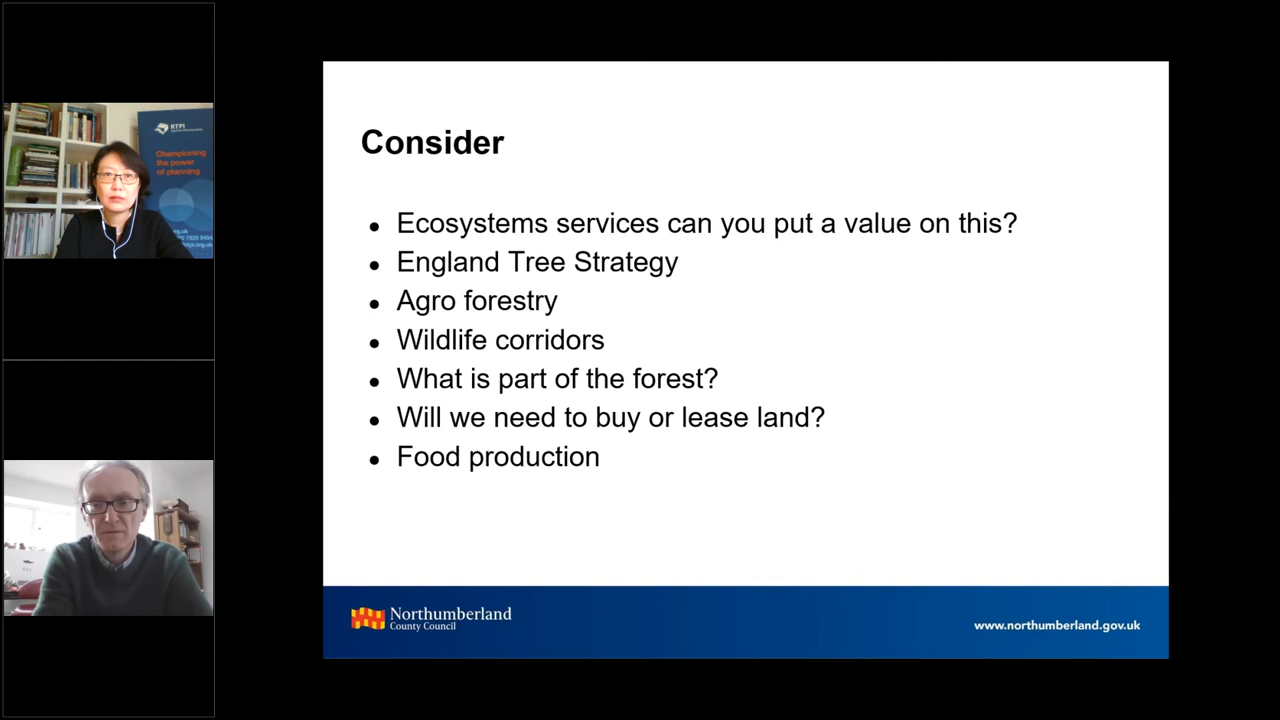 RTPI
Championing
the power
of planning
Consider
Ecosystems services can you put a value on this?
England Tree Strategy
Agro forestry
Wildlife corridors
What is part of the forest?
Will we need to buy or lease land?
Food production
Northumberland
County Council
www.northumberland.gov.uk